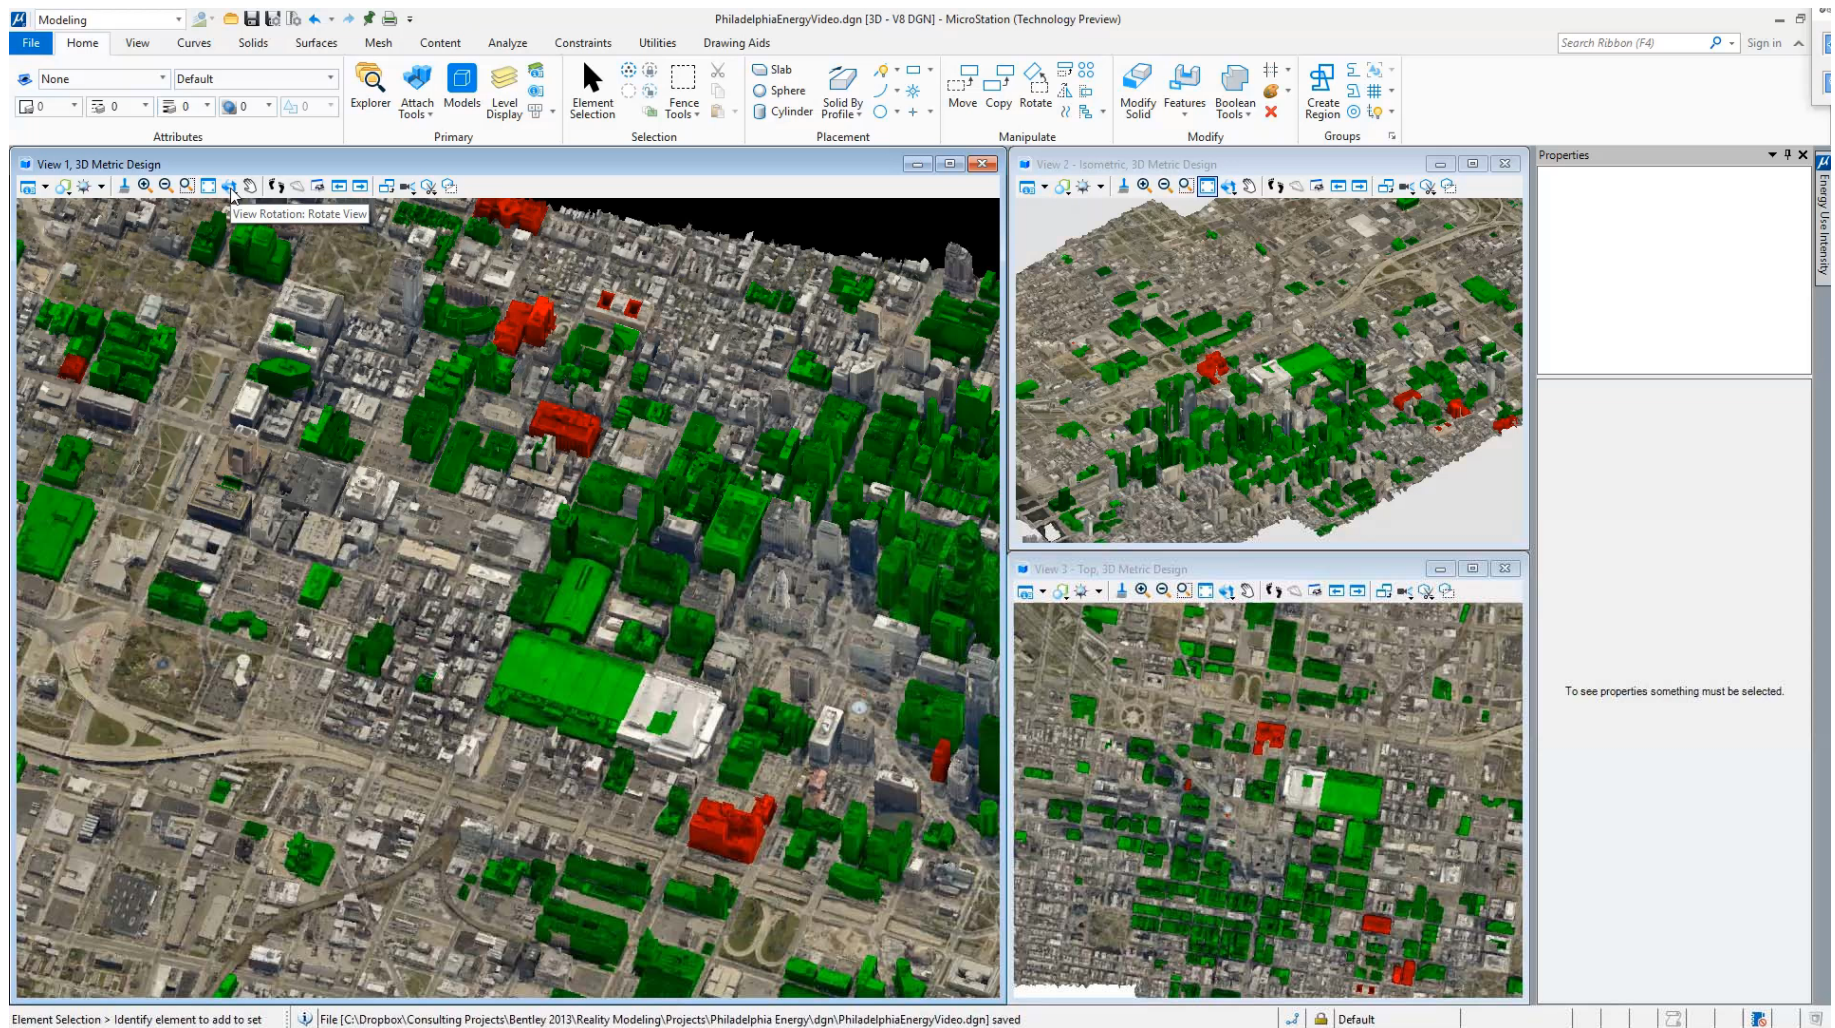 Modeling
PhiladelphiaEnergyVideo.dgn [3D - V8 DGN] - MicroStation (Technology Preview)
File Home View Curves Solids Surfaces Mesh Content Analyze Constraints Utilities Drawing Aids
Search Ribbon (F4) Sign in
None Default
0 0 0 0 0
Attributes
Explorer Attach Tools Models Level Display
Primary
Element Selection Fence Tools
Selection
Slab
Sphere
Cylinder
Solid By Profile
Placement
Move Copy Rotate
Manipulate
Modify Solid Features Boolean Tools
Modify
Create Region
Groups
View 1, 3D Metric Design
View Rotation: Rotate View
View 2 - Isometric, 3D Metric Design
View 3 - Top, 3D Metric Design
Properties
To see properties something must be selected.
Energy Use Intensity
Element Selection > Identify element to add to set
File [C:\Dropbox\Consulting Projects\Bentley 2013\Reality Modeling\Projects\Philadelphia Energy\dgn\PhiladelphiaEnergyVideo.dgn] saved
Default